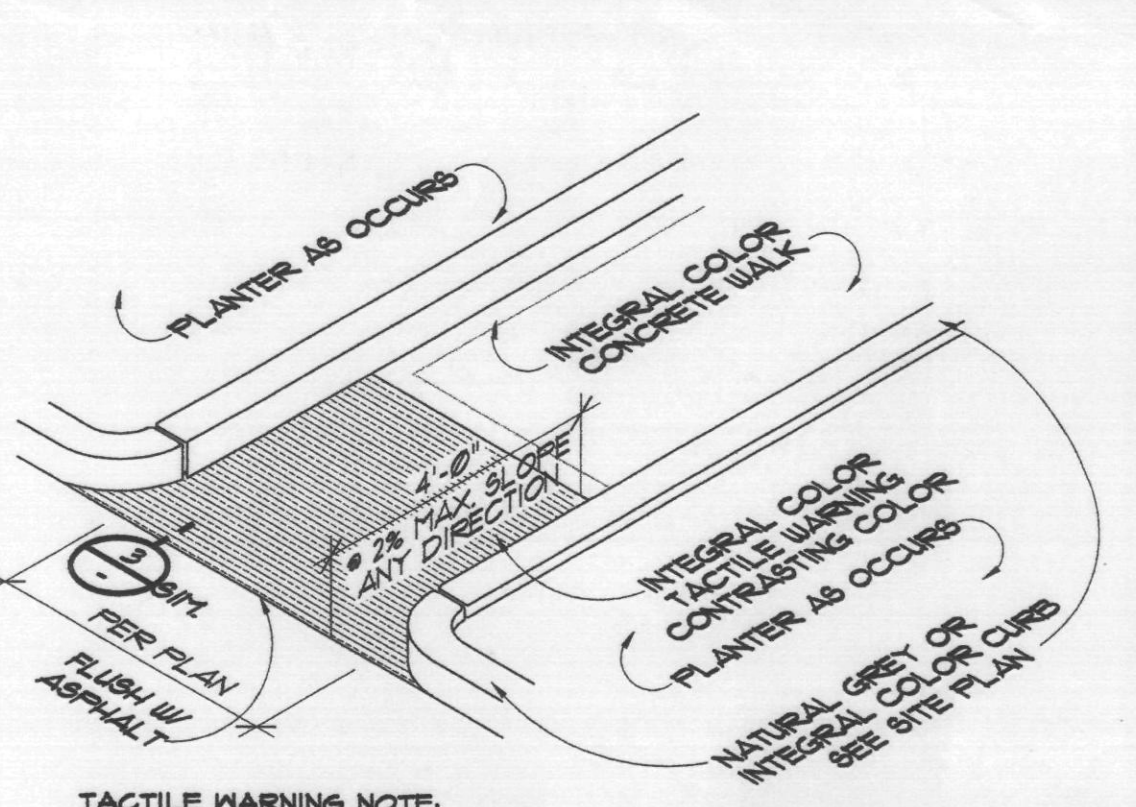 PLANTER AS OCCURS
INTEGRAL COLOR
CONCRETE WALK
4'-0"
@ 2% MAX. SLOPE
ANY DIRECTION
3
-
SIM.
PER PLAN
FLUSH W/
ASPHALT
INTEGRAL COLOR
TACTILE WARNING
CONTRASTING COLOR
PLANTER AS OCCURS
NATURAL GREY OR
INTEGRAL COLOR CURB
SEE SITE PLAN
TACTILE WARNING NOTE: